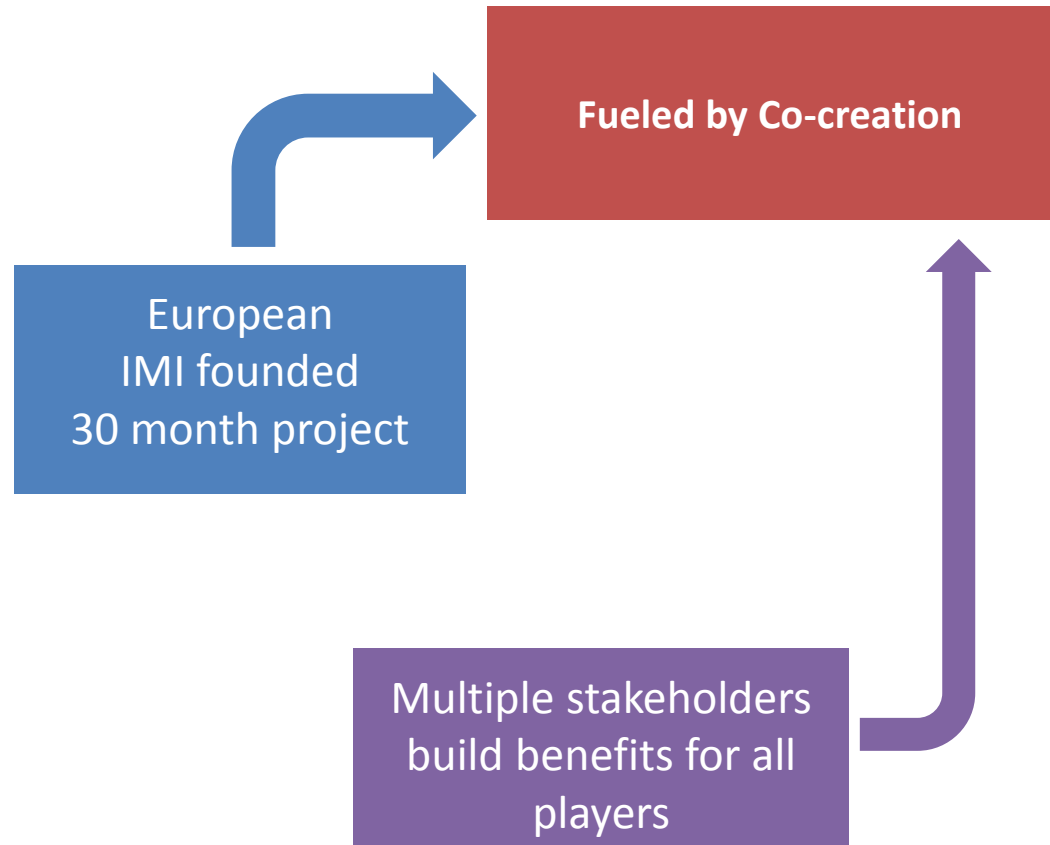 Fueled by Co-creation
European
IMI founded
30 month project
Multiple stakeholders
build benefits for all
players